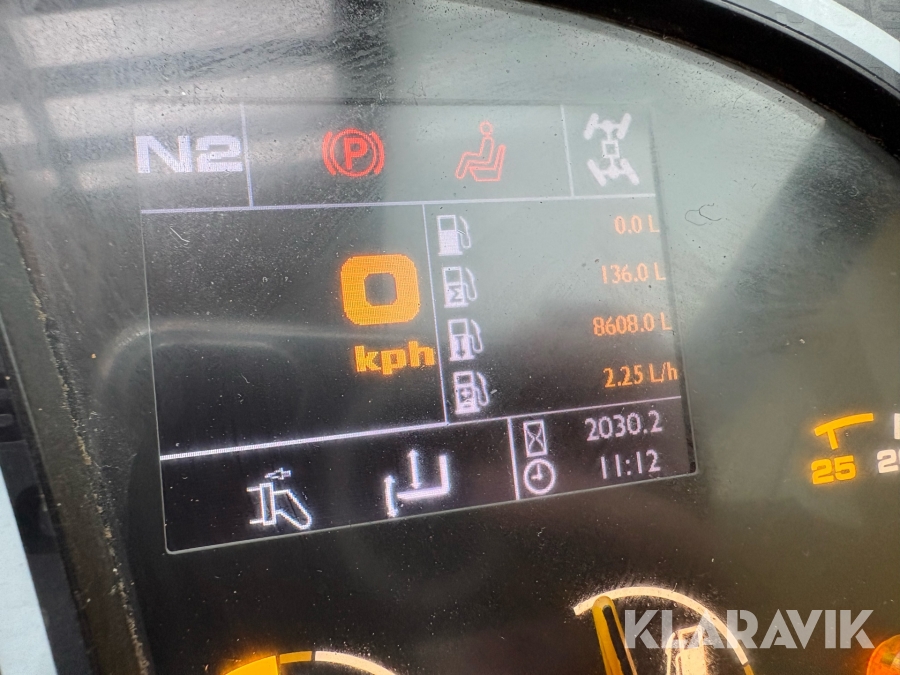 N2
P
0.0 L
136.0 L
0
8608.0 L
kph
2.25 L/h
2030.2
11:12
25
KLARAVIK